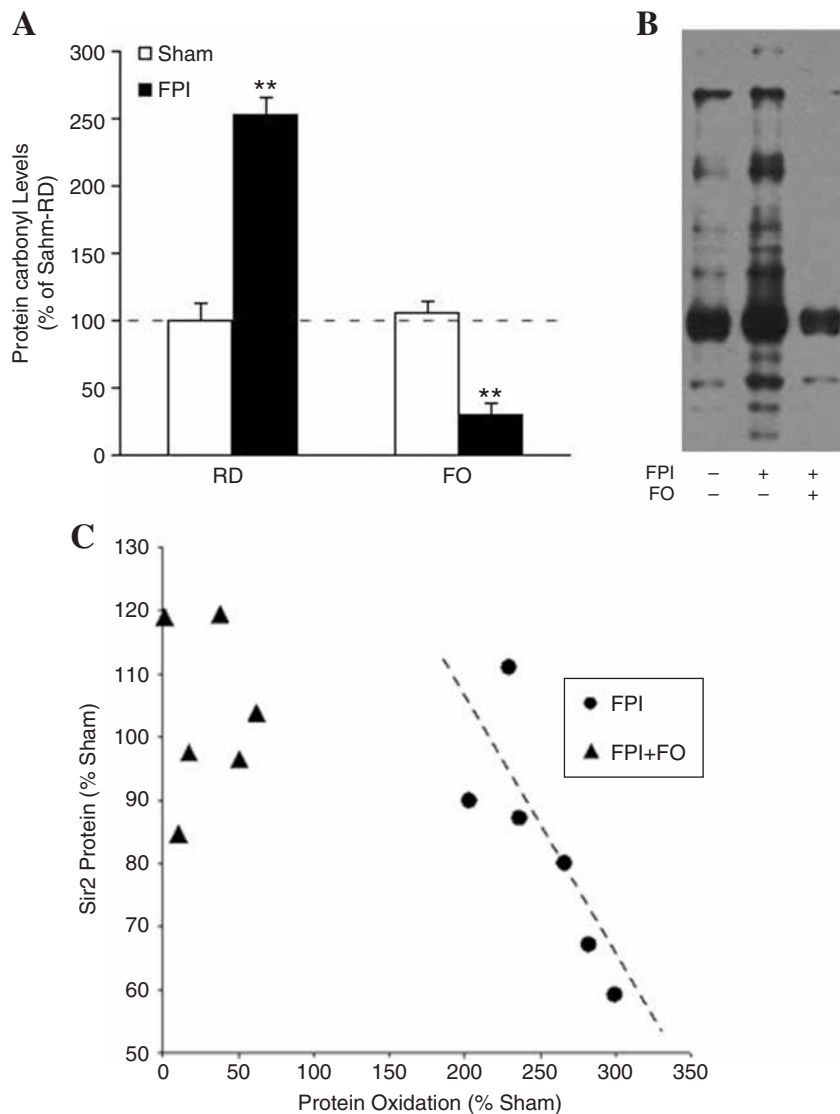 A
Protein carbonyl Levels
(% of Sahm-RD)
300
250
200
150
100
50
0
Sham
FPI
**
**
RD
FO
B
FPI – + +
FO – – +
C
Sir2 Protein (% Sham)
130
120
110
100
90
80
70
60
50
FPI
FPI+FO
0 50 100 150 200 250 300 350
Protein Oxidation (% Sham)